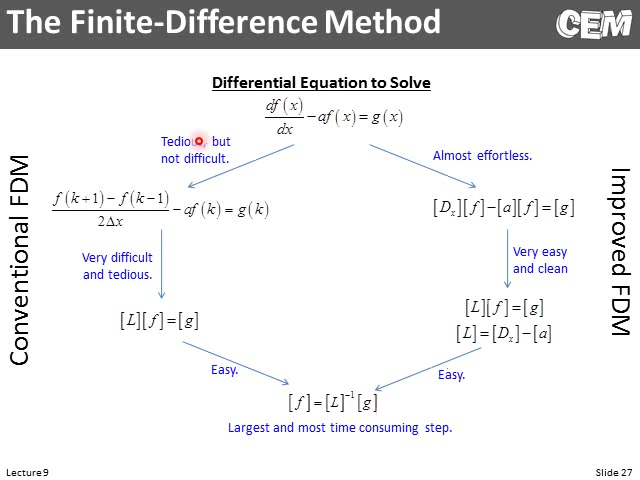 The Finite-Difference Method
CEM
Differential Equation to Solve
df(x)/dx − af(x) = g(x)
but
not difficult.
Almost effortless.
Conventional FDM
Improved FDM
f(k+1) − f(k−1)/2Δx − af(k) = g(k)
[Dₓ][f] − [a][f] = [g]
Very difficult
and tedious.
Very easy
and clean
[L][f] = [g]
[L][f] = [g]
[L] = [Dₓ] − [a]
Easy.
Easy.
[f] = [L]⁻¹[g]
Largest and most time consuming step.
Lecture 9
Slide 27